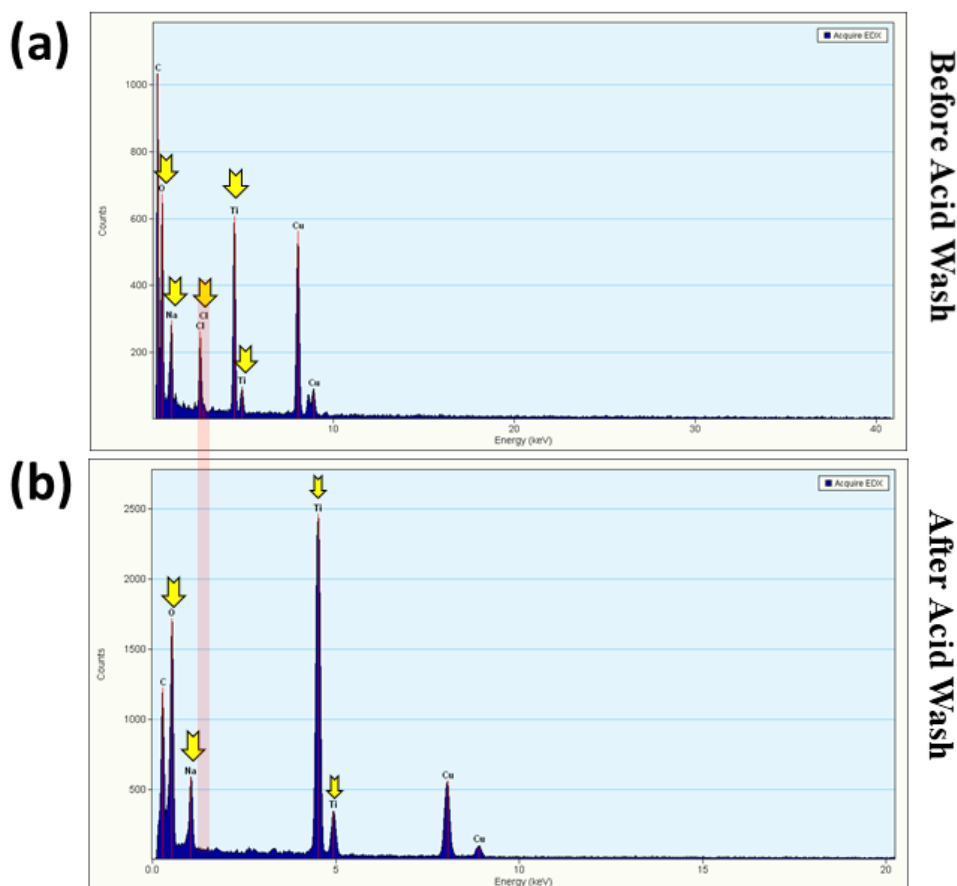 (a)
Before Acid Wash
Acquire EDX
Counts
1000
800
600
400
200
C
O
Na
Cl
Cl
Ti
Ti
Cu
Cu
10
20
30
40
Energy (keV)
(b)
After Acid Wash
Acquire EDX
Counts
2500
2000
1500
1000
500
C
O
Na
Ti
Ti
Cu
Cu
0.0
5
10
15
20
Energy (keV)